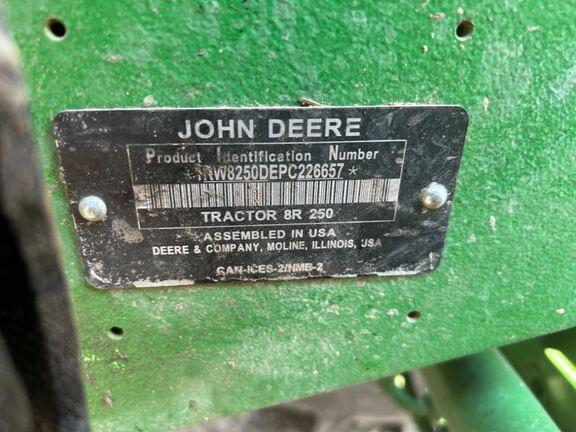 JOHN DEERE
Product Identification Number
*1RW8250DEPC226657*
TRACTOR 8R 250
ASSEMBLED IN USA
DEERE & COMPANY, MOLINE, ILLINOIS, USA
CAN-ICES-2/NMB-2